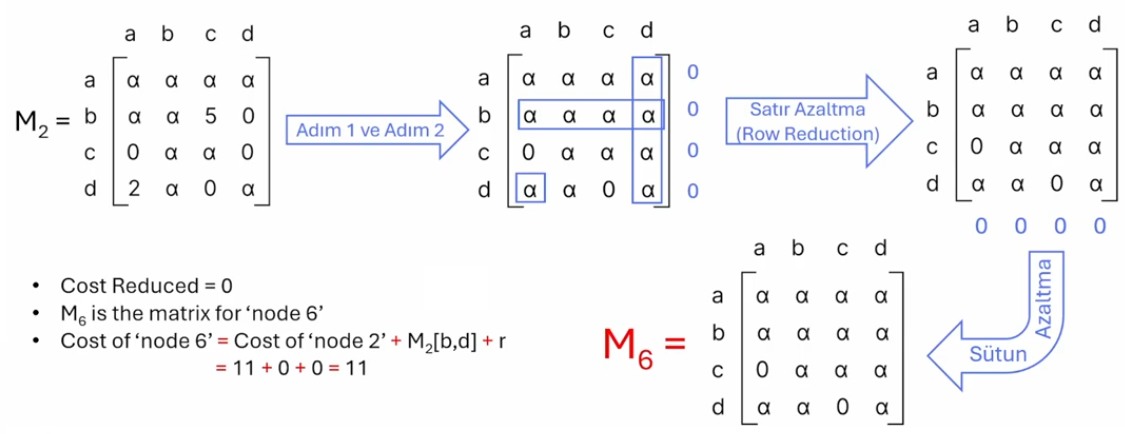 a b c d
M₂ =
a α α α α
b α α 5 0
c 0 α α 0
d 2 α 0 α
Adım 1 ve Adım 2
a b c d
a α α α α 0
b α α α α 0
c 0 α α α 0
d α α 0 α 0
Satır Azaltma
(Row Reduction)
a b c d
a α α α α
b α α α α
c 0 α α α
d α α 0 α
0 0 0 0
Sütun
Azaltma
• Cost Reduced = 0
• M₆ is the matrix for ‘node 6’
• Cost of ‘node 6’ = Cost of ‘node 2’ + M₂[b,d] + r
= 11 + 0 + 0 = 11
M₆ =
a b c d
a α α α α
b α α α α
c 0 α α α
d α α 0 α